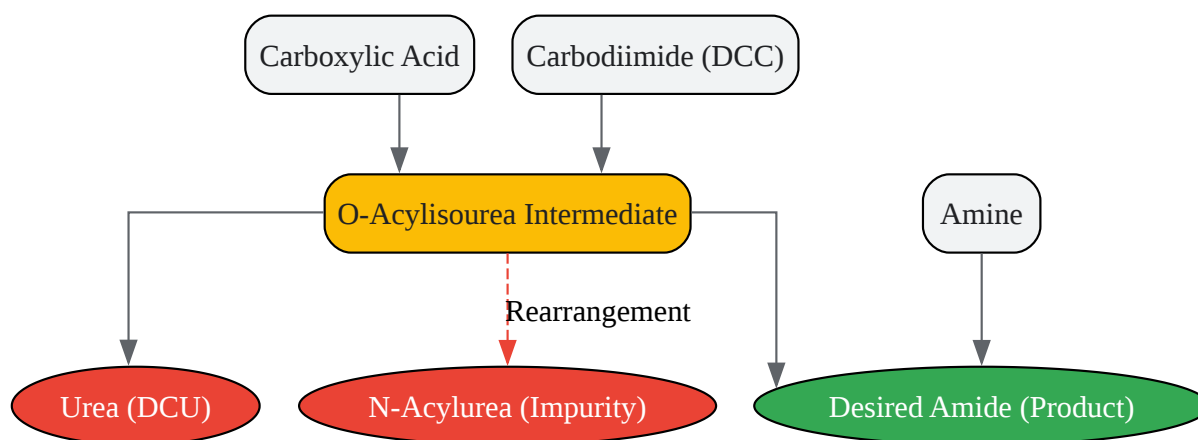 Carboxylic Acid
Carbodiimide (DCC)
O-Acylisourea Intermediate
Amine
Rearrangement
Urea (DCU)
N-Acylurea (Impurity)
Desired Amide (Product)